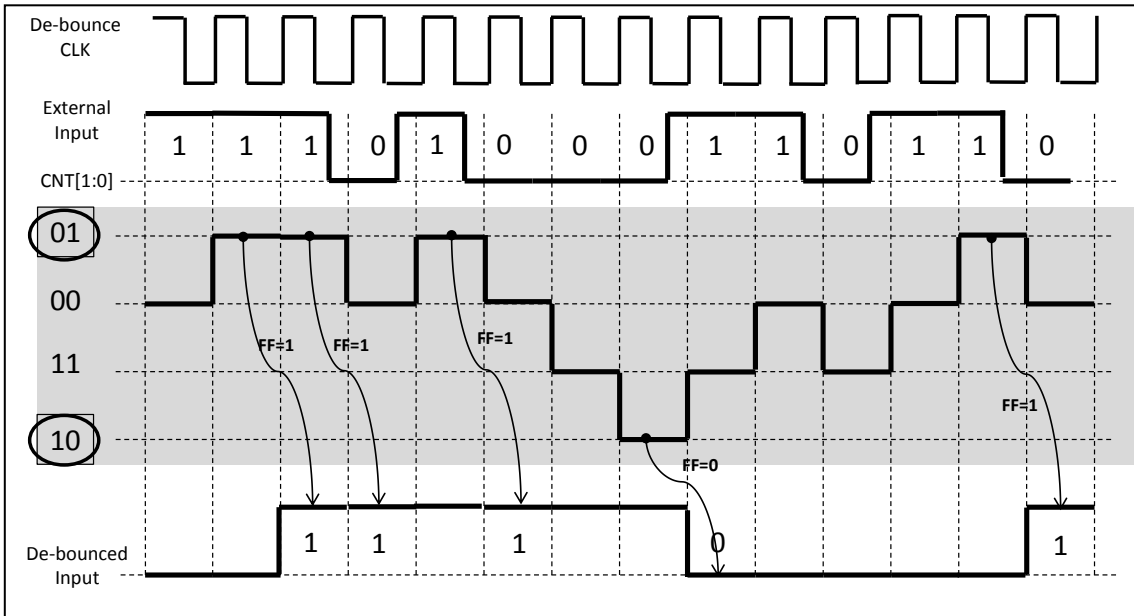 De-bounce
CLK
External
Input
1 1 1 0 1 0 0 0 1 1 0 1 1 0
CNT[1:0]
01
00
FF=1 FF=1 FF=1
11
FF=1
10
FF=0
De-bounced
Input
1 1 1 0 1